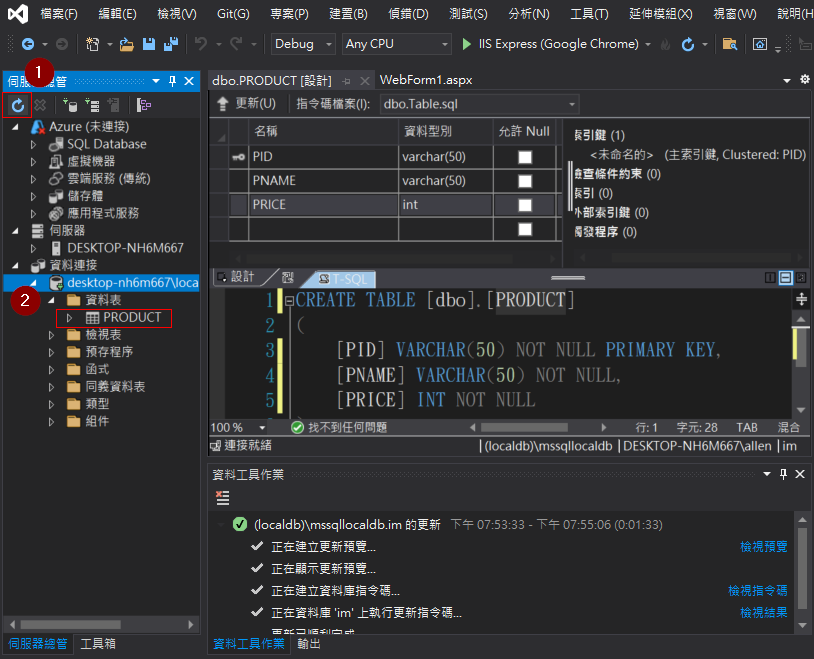 檔案(F) 編輯(E) 檢視(V) Git(G) 專案(P) 建置(B) 偵錯(D) 測試(S) 分析(N) 工具(T) 延伸模組(X) 視窗(W) 說明(H
Debug Any CPU IIS Express (Google Chrome)
1
伺服器總管
Azure (未連接)
SQL Database
虛擬機器
雲端服務 (傳統)
儲存體
應用程式服務
伺服器
DESKTOP-NH6M667
資料連接
desktop-nh6m667\loca
2
資料表
PRODUCT
檢視表
預存程序
函式
同義資料表
類型
組件
伺服器總管 工具箱
dbo.PRODUCT [設計] WebForm1.aspx
更新(U) 指令碼檔案(I): dbo.Table.sql
名稱 資料型別 允許 Null
PID varchar(50)
PNAME varchar(50)
PRICE int
索引鍵 (1)
<未命名的> (主索引鍵, Clustered: PID)
檢查條件約束 (0)
索引 (0)
外部索引鍵 (0)
觸發程序 (0)
設計 T-SQL
1 CREATE TABLE [dbo].[PRODUCT]
2 (
3 [PID] VARCHAR(50) NOT NULL PRIMARY KEY,
4 [PNAME] VARCHAR(50) NOT NULL,
5 [PRICE] INT NOT NULL
100 % 找不到任何問題 行: 1 字元: 28 TAB 混合
連接就緒 | (localdb)\mssqllocaldb | DESKTOP-NH6M667\allen | im
資料工具作業
(localdb)\mssqllocaldb.im 的更新 下午 07:53:33 - 下午 07:55:06 (0:01:33)
正在建立更新預覽... 檢視預覽
正在顯示更新預覽...
正在建立資料庫指令碼... 檢視指令碼
正在資料庫 'im' 上執行更新指令碼... 檢視結果
更新已順利完成
資料工具作業 輸出